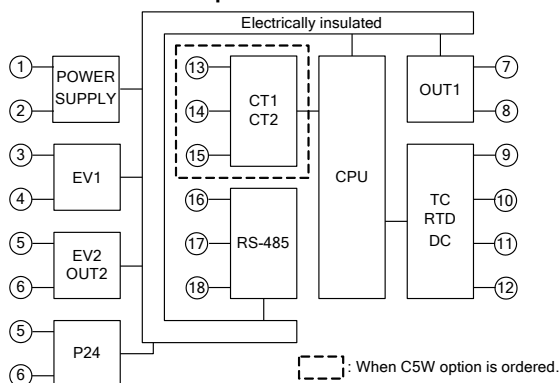 Electrically insulated
1
2
POWER
SUPPLY
3
4
EV1
5
6
EV2
OUT2
5
6
P24
13
14
15
CT1
CT2
16
17
18
RS-485
CPU
OUT1
7
8
TC
RTD
DC
9
10
11
12
: When C5W option is ordered.